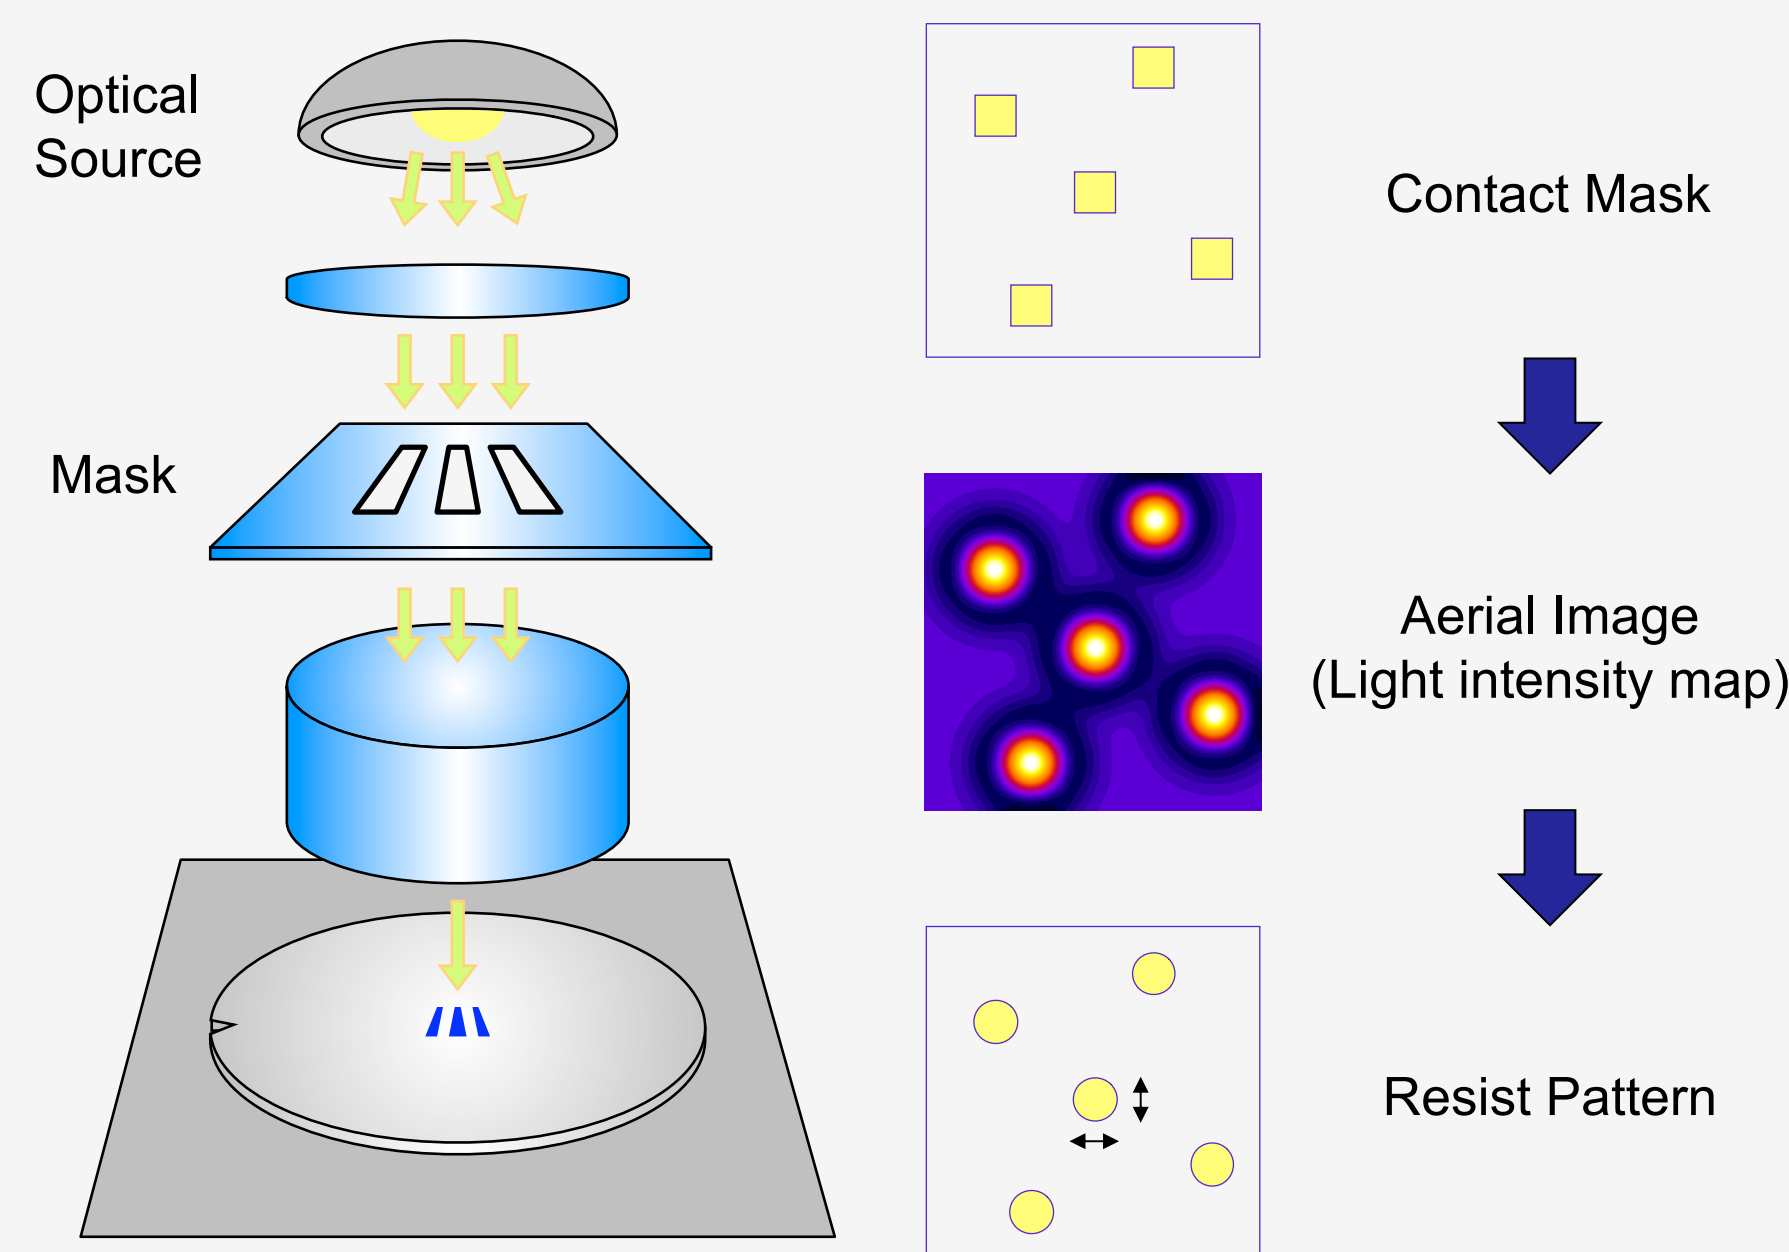 Optical
Source
Mask
Contact Mask
Aerial Image
(Light intensity map)
Resist Pattern